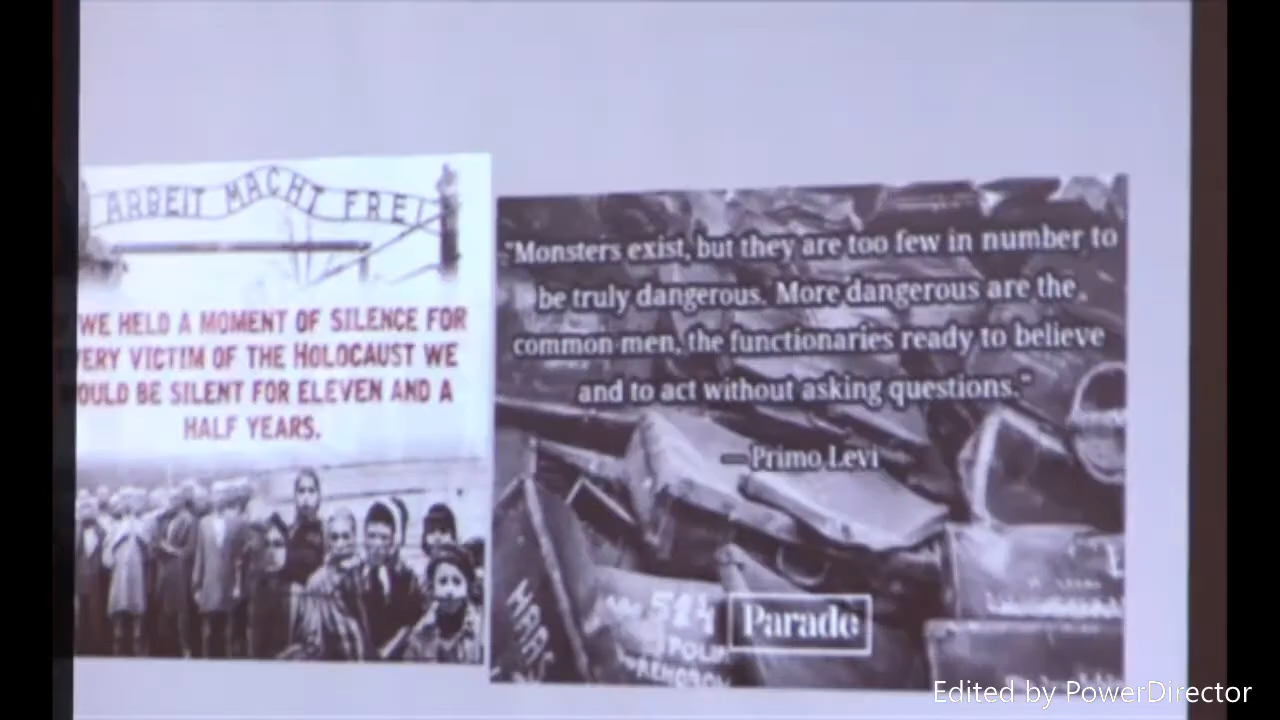 ARBEIT MACHT FREI
WE HELD A MOMENT OF SILENCE FOR
ERY VICTIM OF THE HOLOCAUST WE
OULD BE SILENT FOR ELEVEN AND A
HALF YEARS.
"Monsters exist, but they are too few in number to
be truly dangerous. More dangerous are the
common men, the functionaries ready to believe
and to act without asking questions."
—Primo Levi
Parade
Edited by PowerDirector